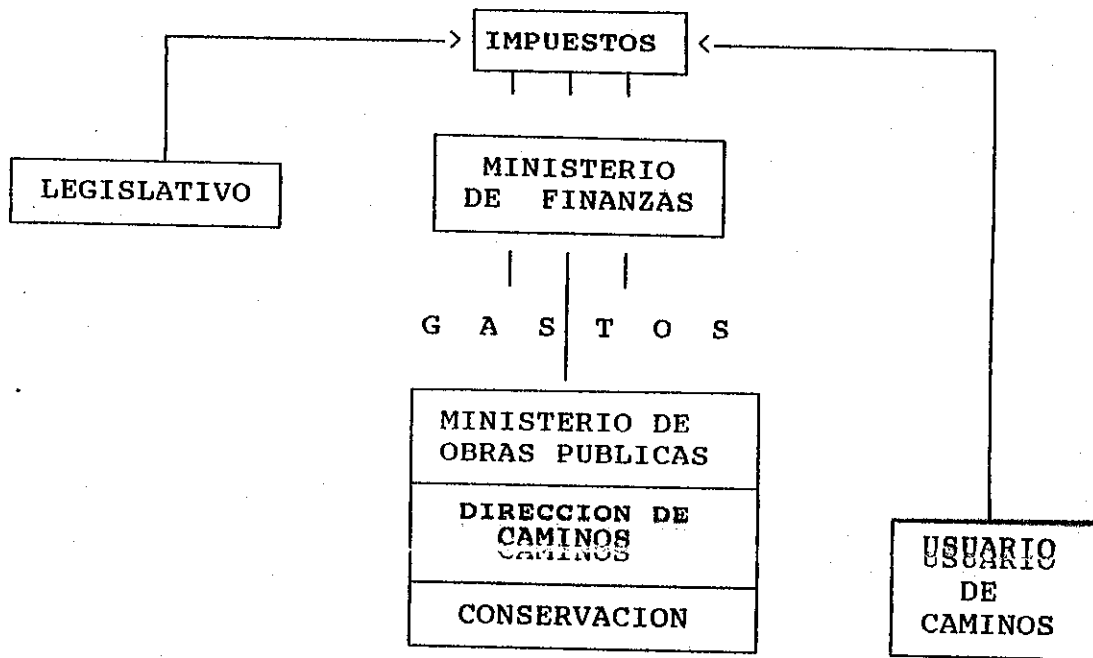 IMPUESTOS
LEGISLATIVO
MINISTERIO
DE FINANZAS
G A S T O S
MINISTERIO DE
OBRAS PUBLICAS
DIRECCION DE
CAMINOS
CONSERVACION
USUARIO
DE
CAMINOS